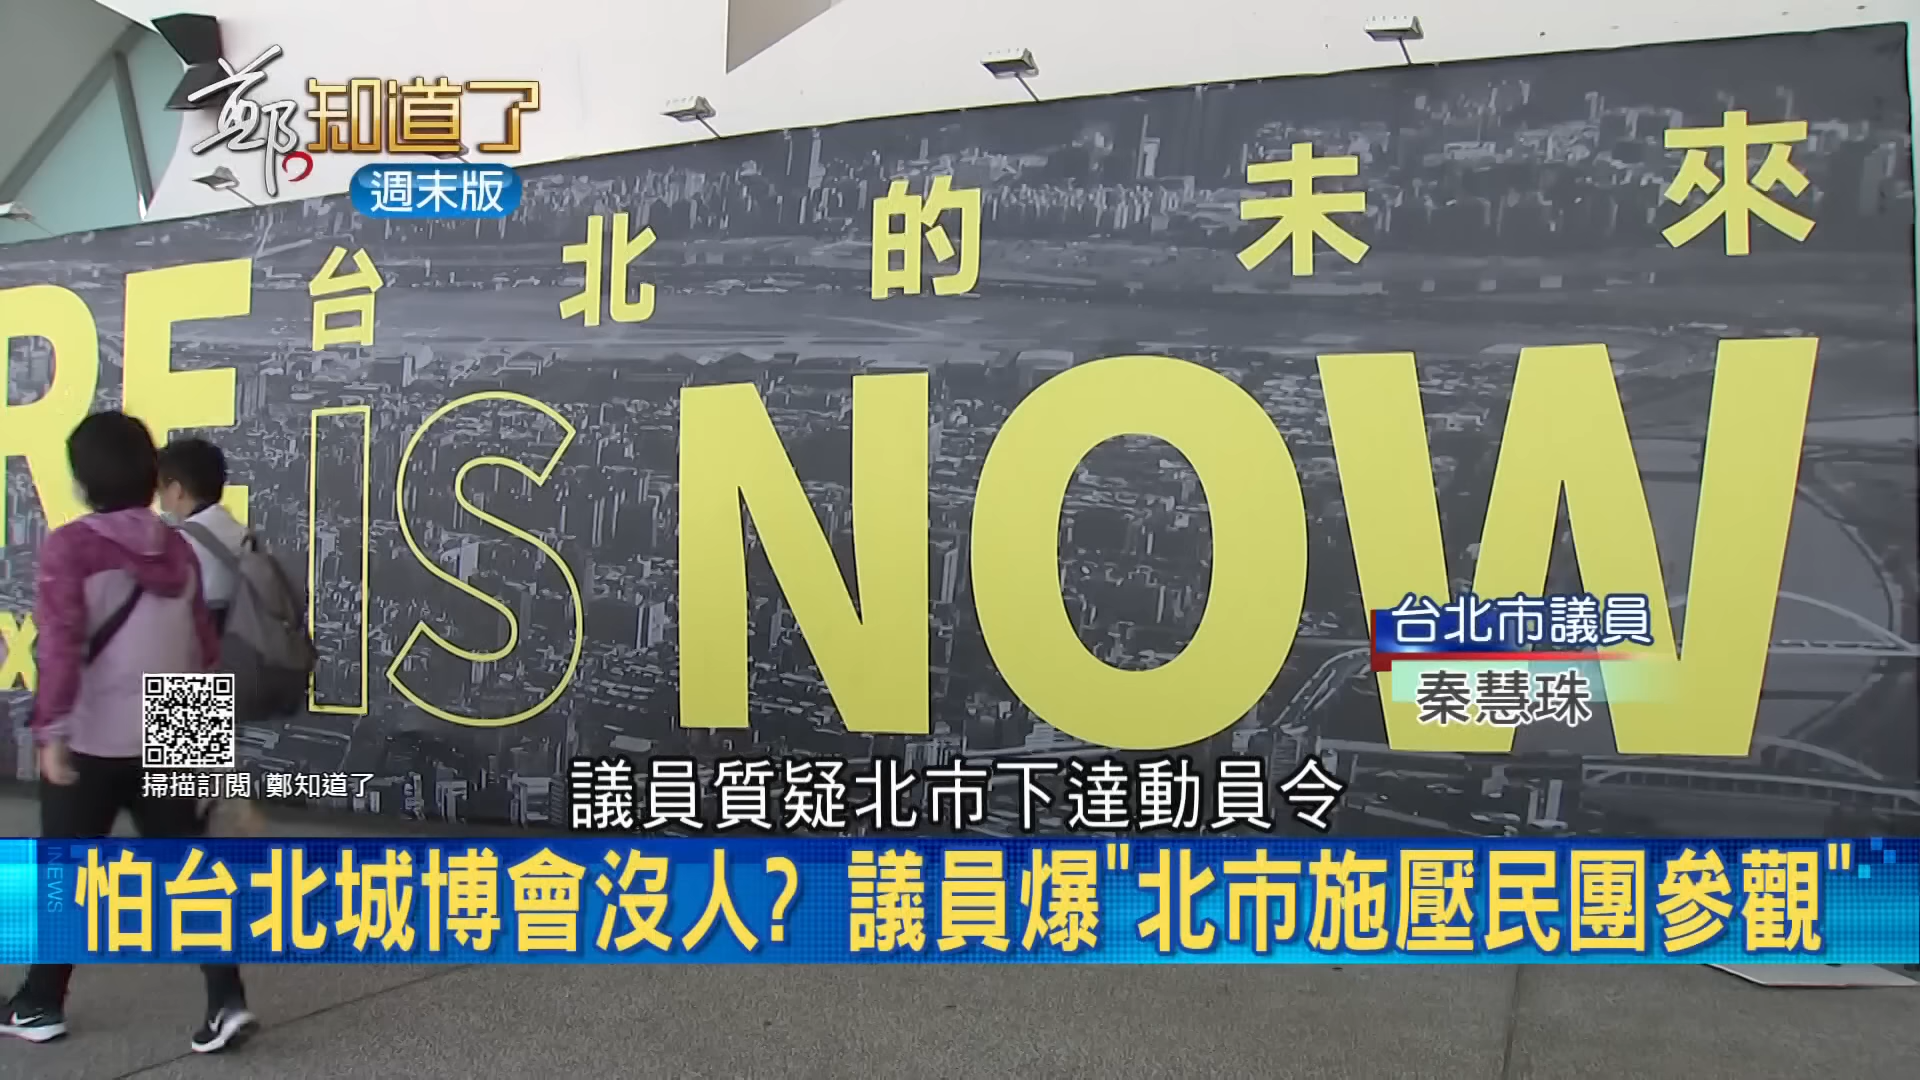 鄭知道了
週末版
台北的未來
RE iS NOW
x
台北市議員
秦慧珠
掃描訂閱 鄭知道了
議員質疑北市下達動員令
INEWS
怕台北城博會沒人? 議員爆"北市施壓民團參觀"